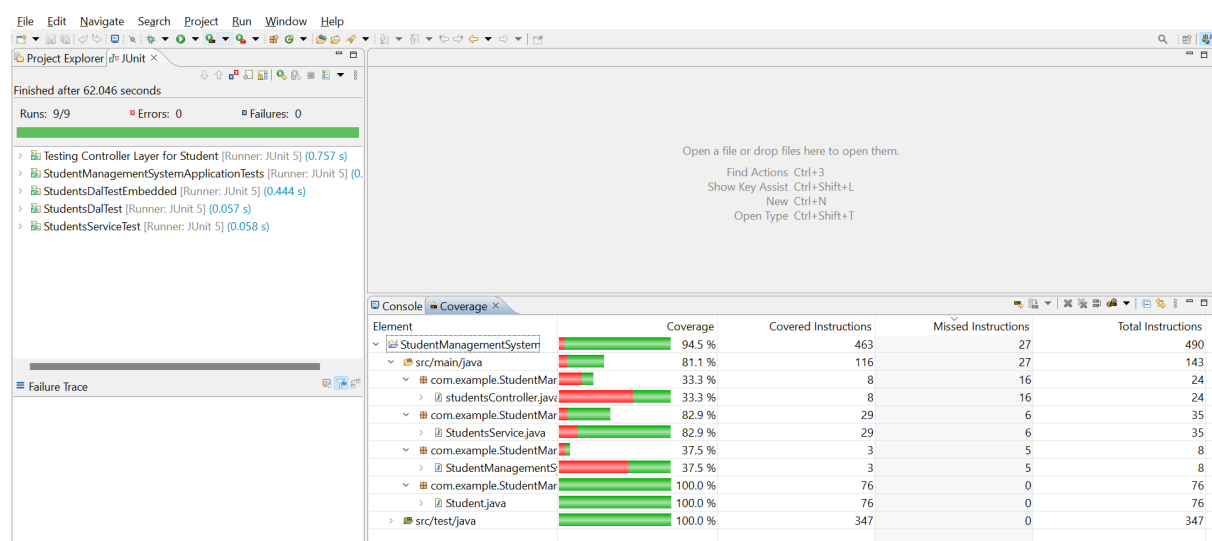 File Edit Navigate Search Project Run Window Help
Project Explorer JUnit ×
Finished after 62.046 seconds
Runs: 9/9 Errors: 0 Failures: 0
Testing Controller Layer for Student [Runner: JUnit 5] (0.757 s)
StudentManagementSystemApplicationTests [Runner: JUnit 5] (0.
StudentsDalTestEmbedded [Runner: JUnit 5] (0.444 s)
StudentsDalTest [Runner: JUnit 5] (0.057 s)
StudentsServiceTest [Runner: JUnit 5] (0.058 s)
Failure Trace
Open a file or drop files here to open them.
Find Actions Ctrl+3
Show Key Assist Ctrl+Shift+L
New Ctrl+N
Open Type Ctrl+Shift+T
Console Coverage ×
Element Coverage Covered Instructions Missed Instructions Total Instructions
StudentManagementSystem 94.5 % 463 27 490
src/main/java 81.1 % 116 27 143
com.example.StudentMar 33.3 % 8 16 24
studentsController.java 33.3 % 8 16 24
com.example.StudentMar 82.9 % 29 6 35
StudentsService.java 82.9 % 29 6 35
com.example.StudentMar 37.5 % 3 5 8
StudentManagementS 37.5 % 3 5 8
com.example.StudentMar 100.0 % 76 0 76
Student.java 100.0 % 76 0 76
src/test/java 100.0 % 347 0 347